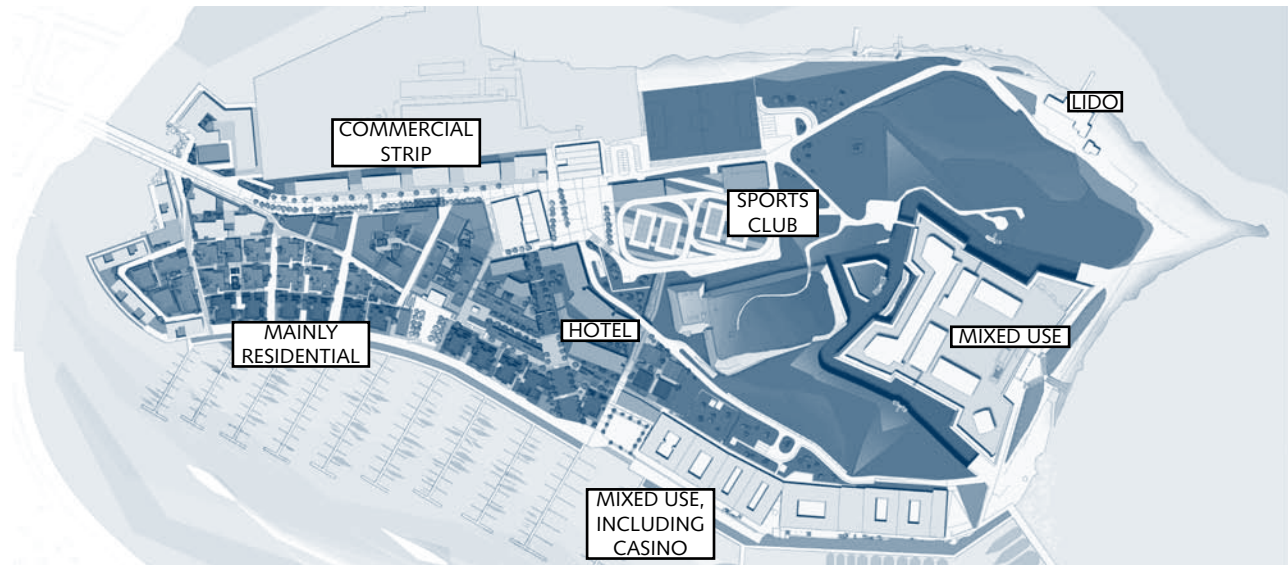 LIDO
COMMERCIAL
STRIP
SPORTS
CLUB
HOTEL
MIXED USE
MAINLY
RESIDENTIAL
MIXED USE,
INCLUDING
CASINO